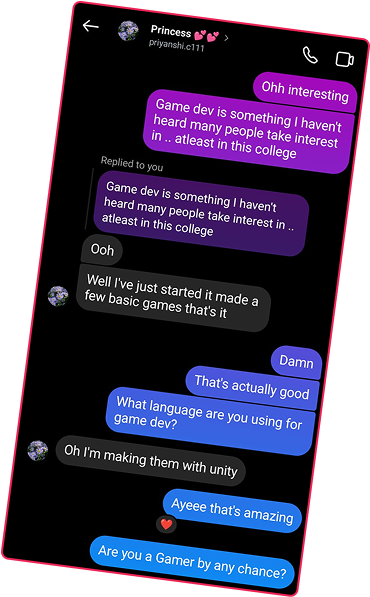 Princess 💕💕
priyanshi.c111
Ohh interesting
Game dev is something I haven't
heard many people take interest
in .. atleast in this college
Replied to you
Game dev is something I haven't
heard many people take interest in ..
atleast in this college
Ooh
Well I've just started it made a
few basic games that's it
Damn
That's actually good
What language are you using for
game dev?
Oh I'm making them with unity
Ayeee that's amazing
Are you a Gamer by any chance?